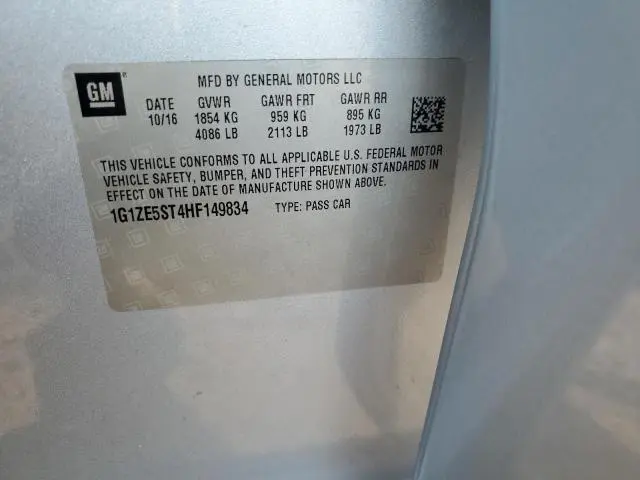 GM
MFD BY GENERAL MOTORS LLC
DATE GVWR GAWR FRT GAWR RR
10/16 1854 KG 959 KG 895 KG
4086 LB 2113 LB 1973 LB
THIS VEHICLE CONFORMS TO ALL APPLICABLE U.S. FEDERAL MOTOR
VEHICLE SAFETY, BUMPER, AND THEFT PREVENTION STANDARDS IN
EFFECT ON THE DATE OF MANUFACTURE SHOWN ABOVE.
1G1ZE5ST4HF149834 TYPE: PASS CAR